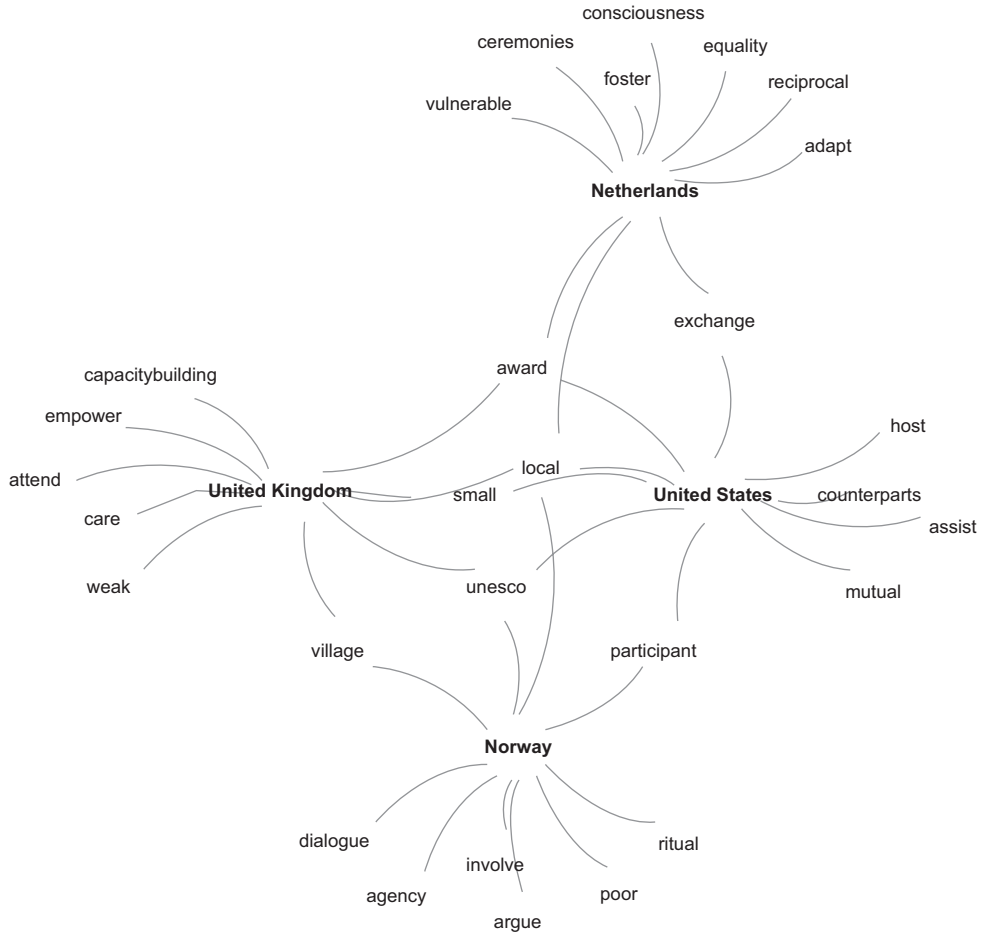 consciousness
ceremonies
equality
foster
reciprocal
vulnerable
adapt
Netherlands
exchange
award
capacitybuilding
empower
host
attend
local
United Kingdom
small
United States
counterparts
care
assist
weak
unesco
mutual
village
participant
Norway
dialogue
ritual
involve
agency
poor
argue